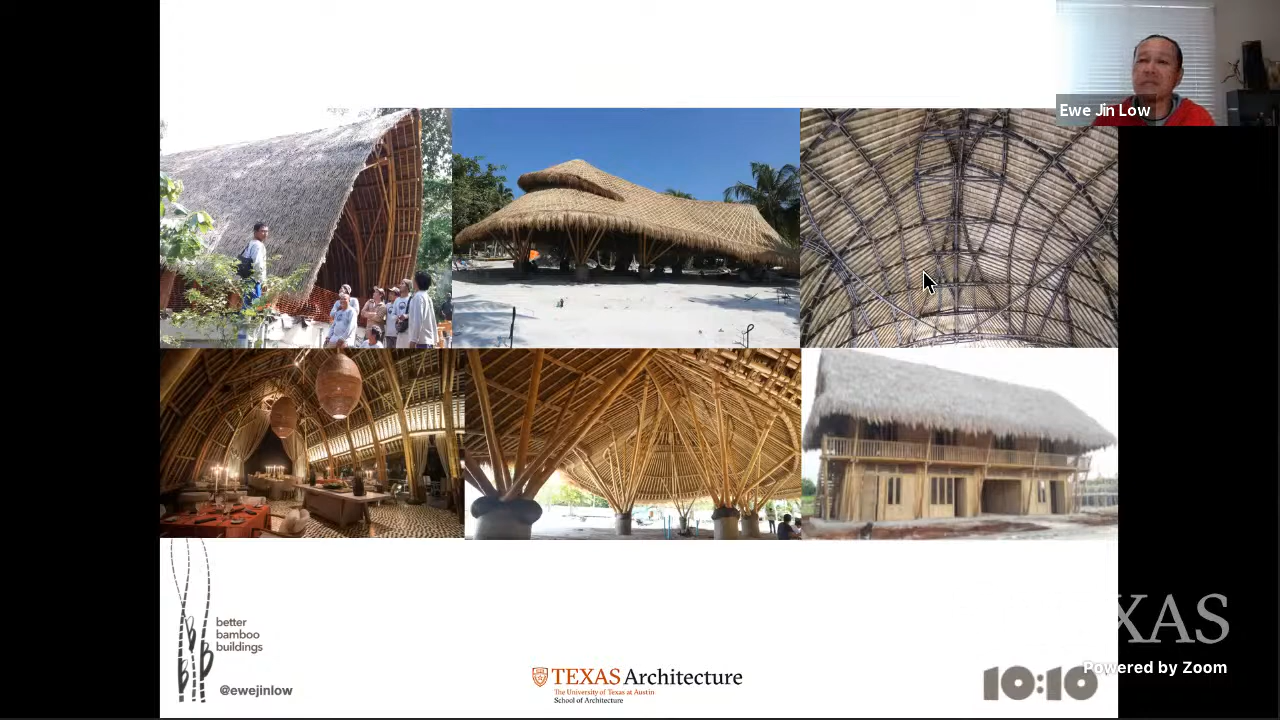 Ewe Jin Low
better
bamboo
buildings
@ewejinlow
TEXAS Architecture
The University of Texas at Austin
School of Architecture
10:10
XAS
Powered by Zoom